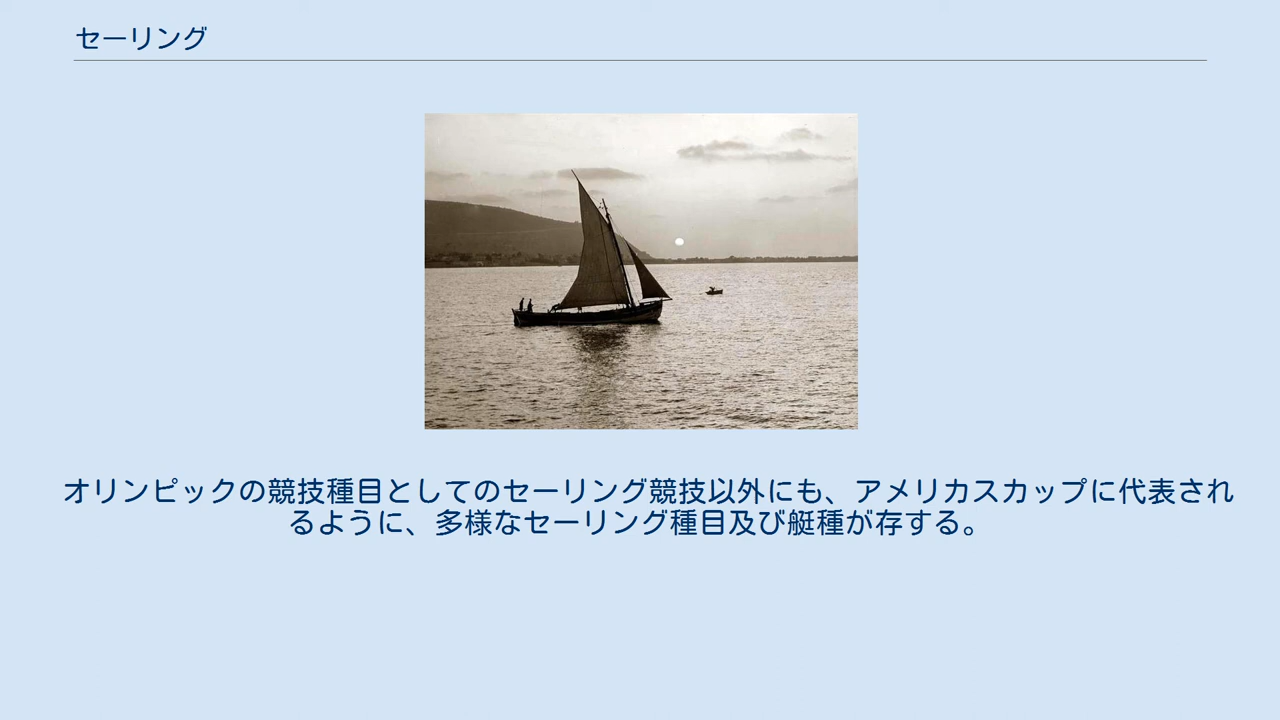 セーリング
オリンピックの競技種目としてのセーリング競技以外にも、アメリカスカップに代表され
るように、多様なセーリング種目及び艇種が存する。